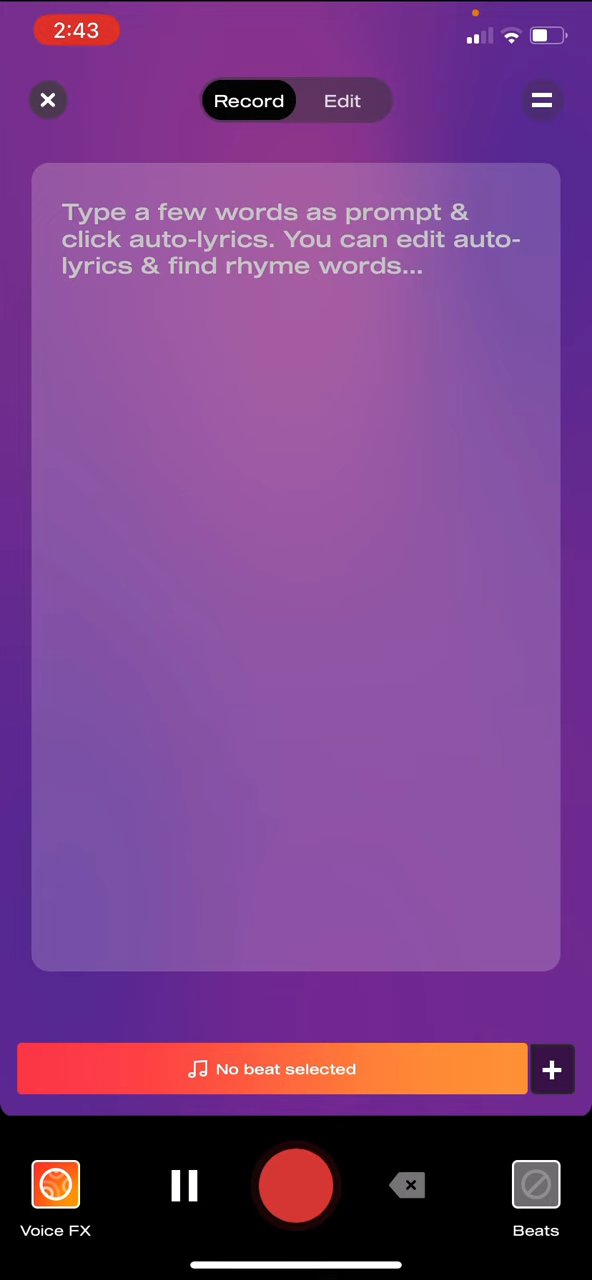 2:43
Record
Edit
Type a few words as prompt &
click auto-lyrics. You can edit auto-
lyrics & find rhyme words...
No beat selected
Voice FX
Beats